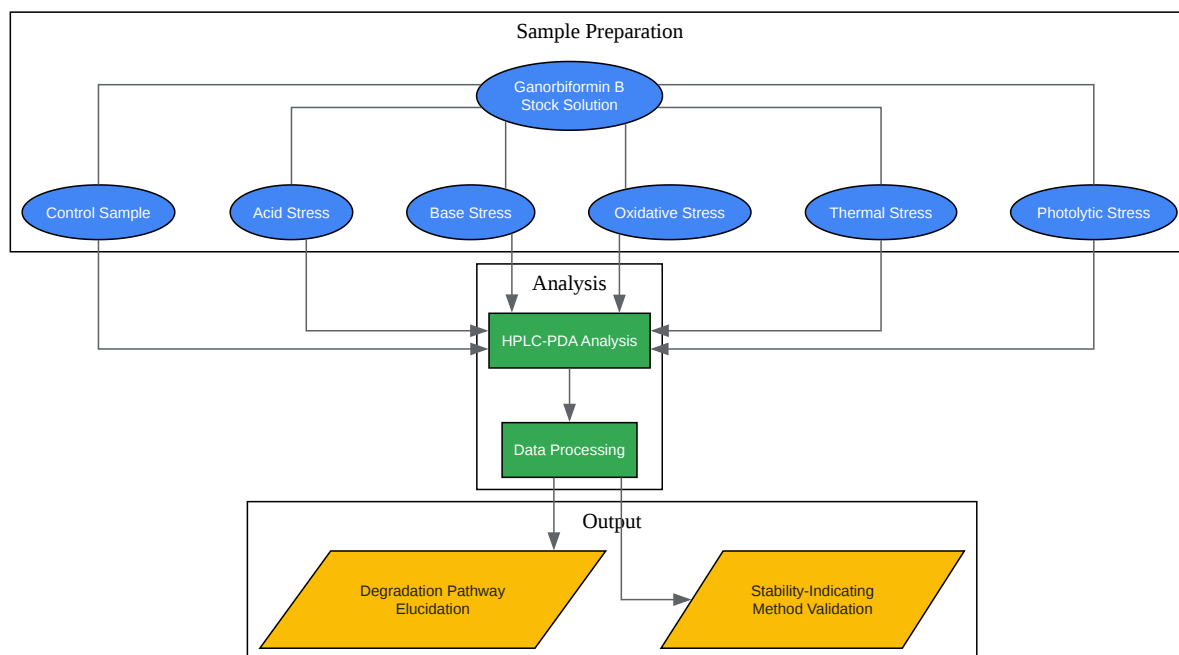 Sample Preparation
Ganorbiformin B
Stock Solution
Control Sample
Acid Stress
Base Stress
Oxidative Stress
Thermal Stress
Photolytic Stress
Analysis
HPLC-PDA Analysis
Data Processing
Output
Degradation Pathway
Elucidation
Stability-Indicating
Method Validation